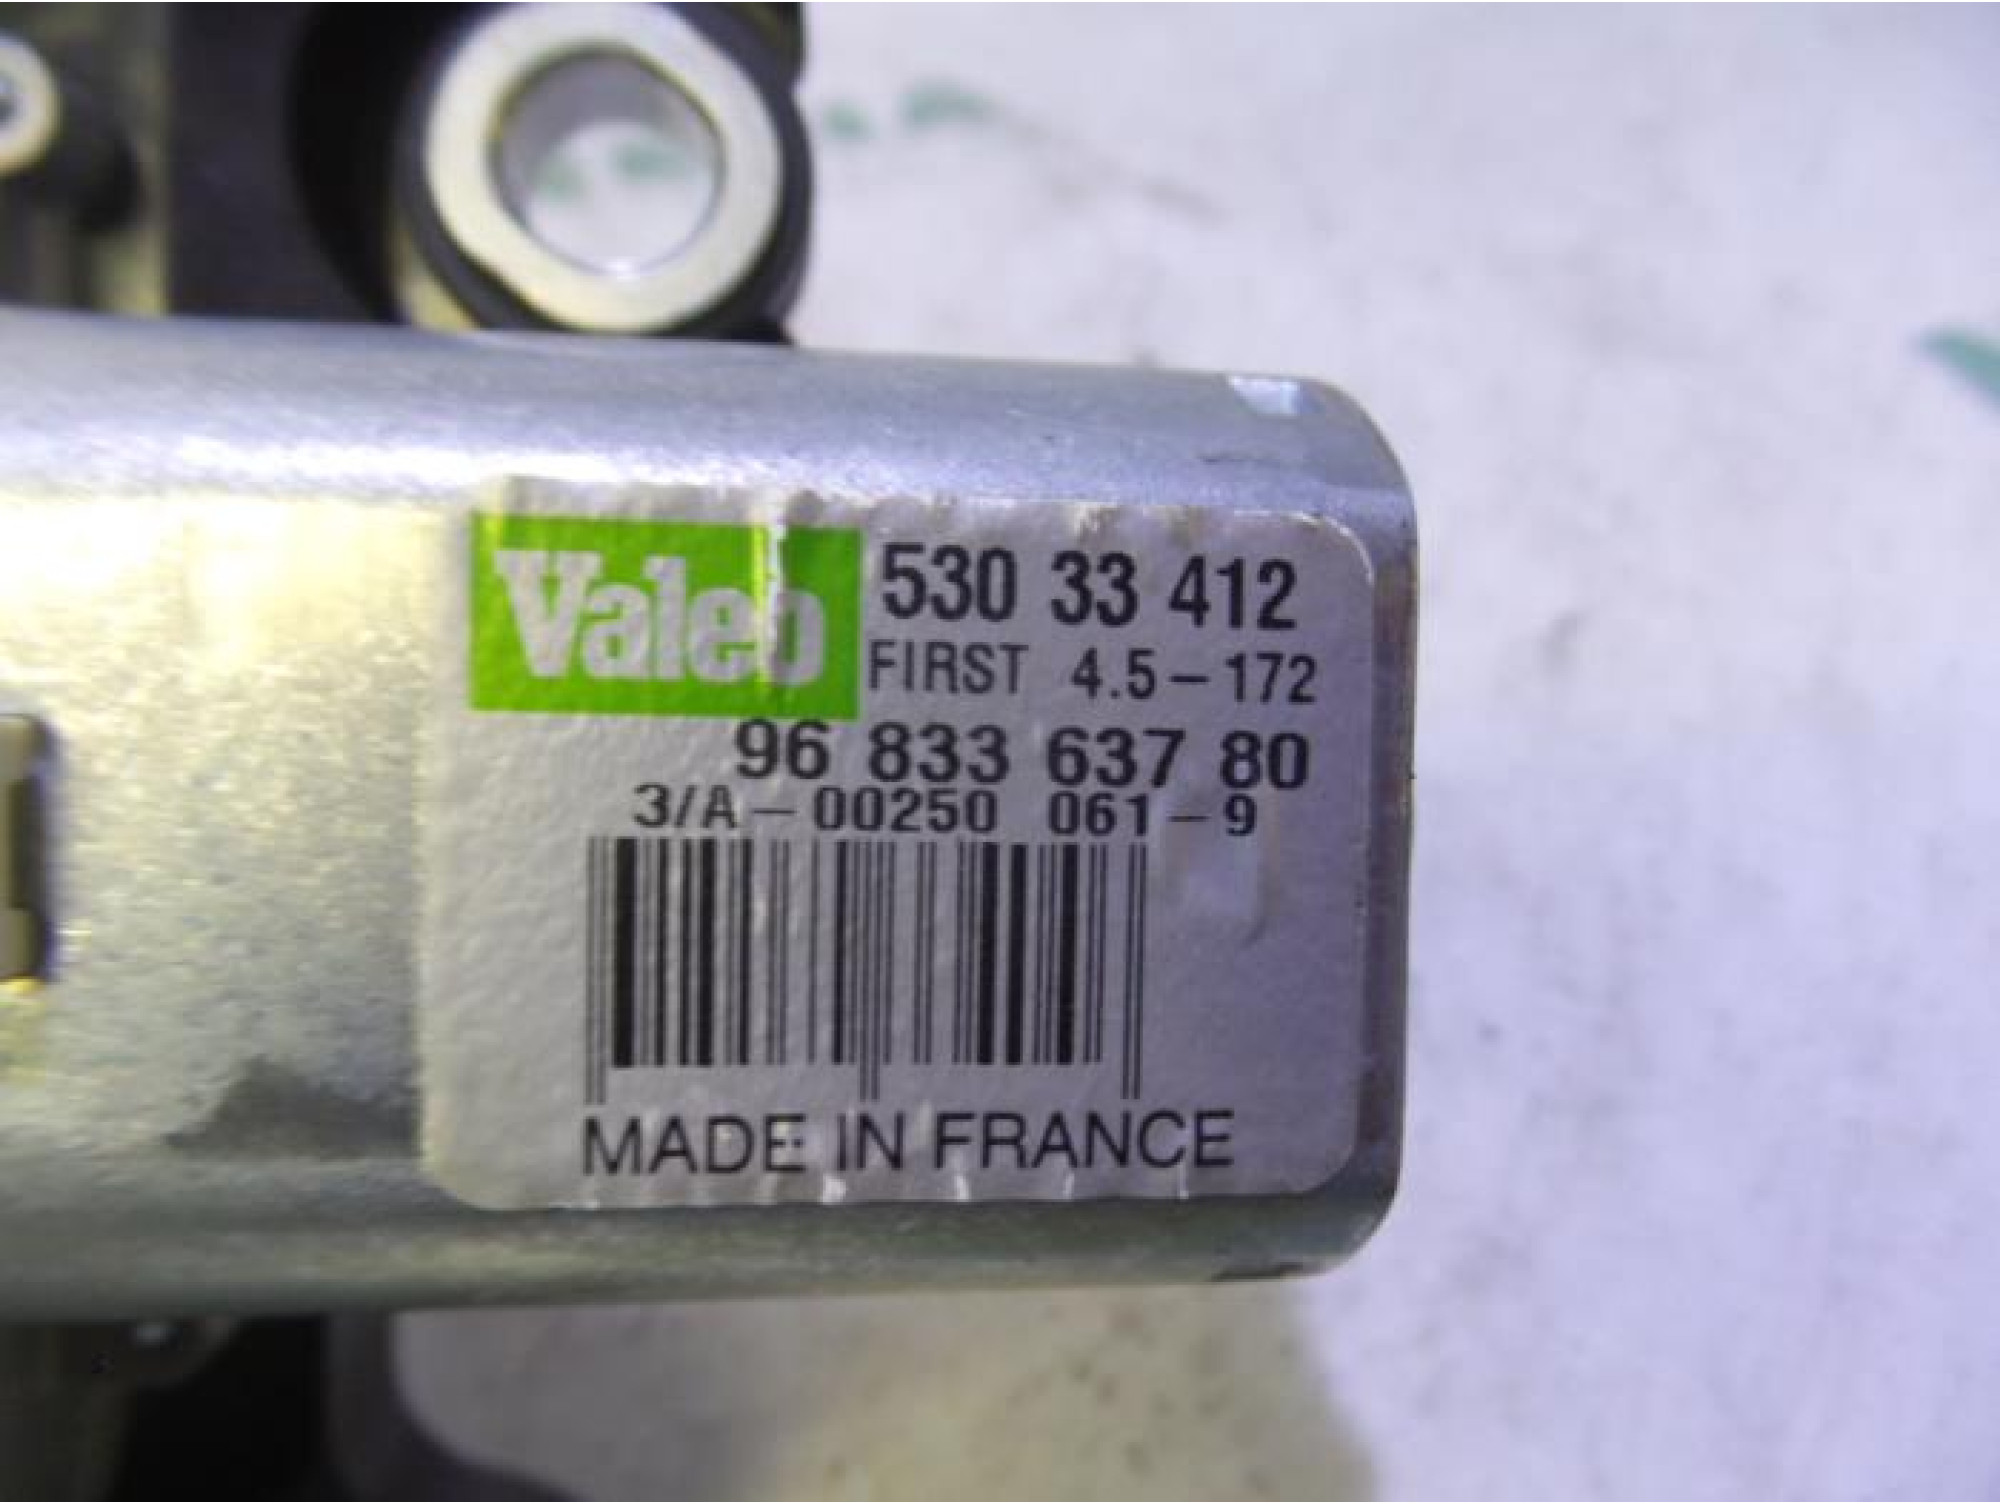 Valeo 530 33 412
FIRST 4.5-172
96 833 637 80
3/A-00250 061-9
MADE IN FRANCE